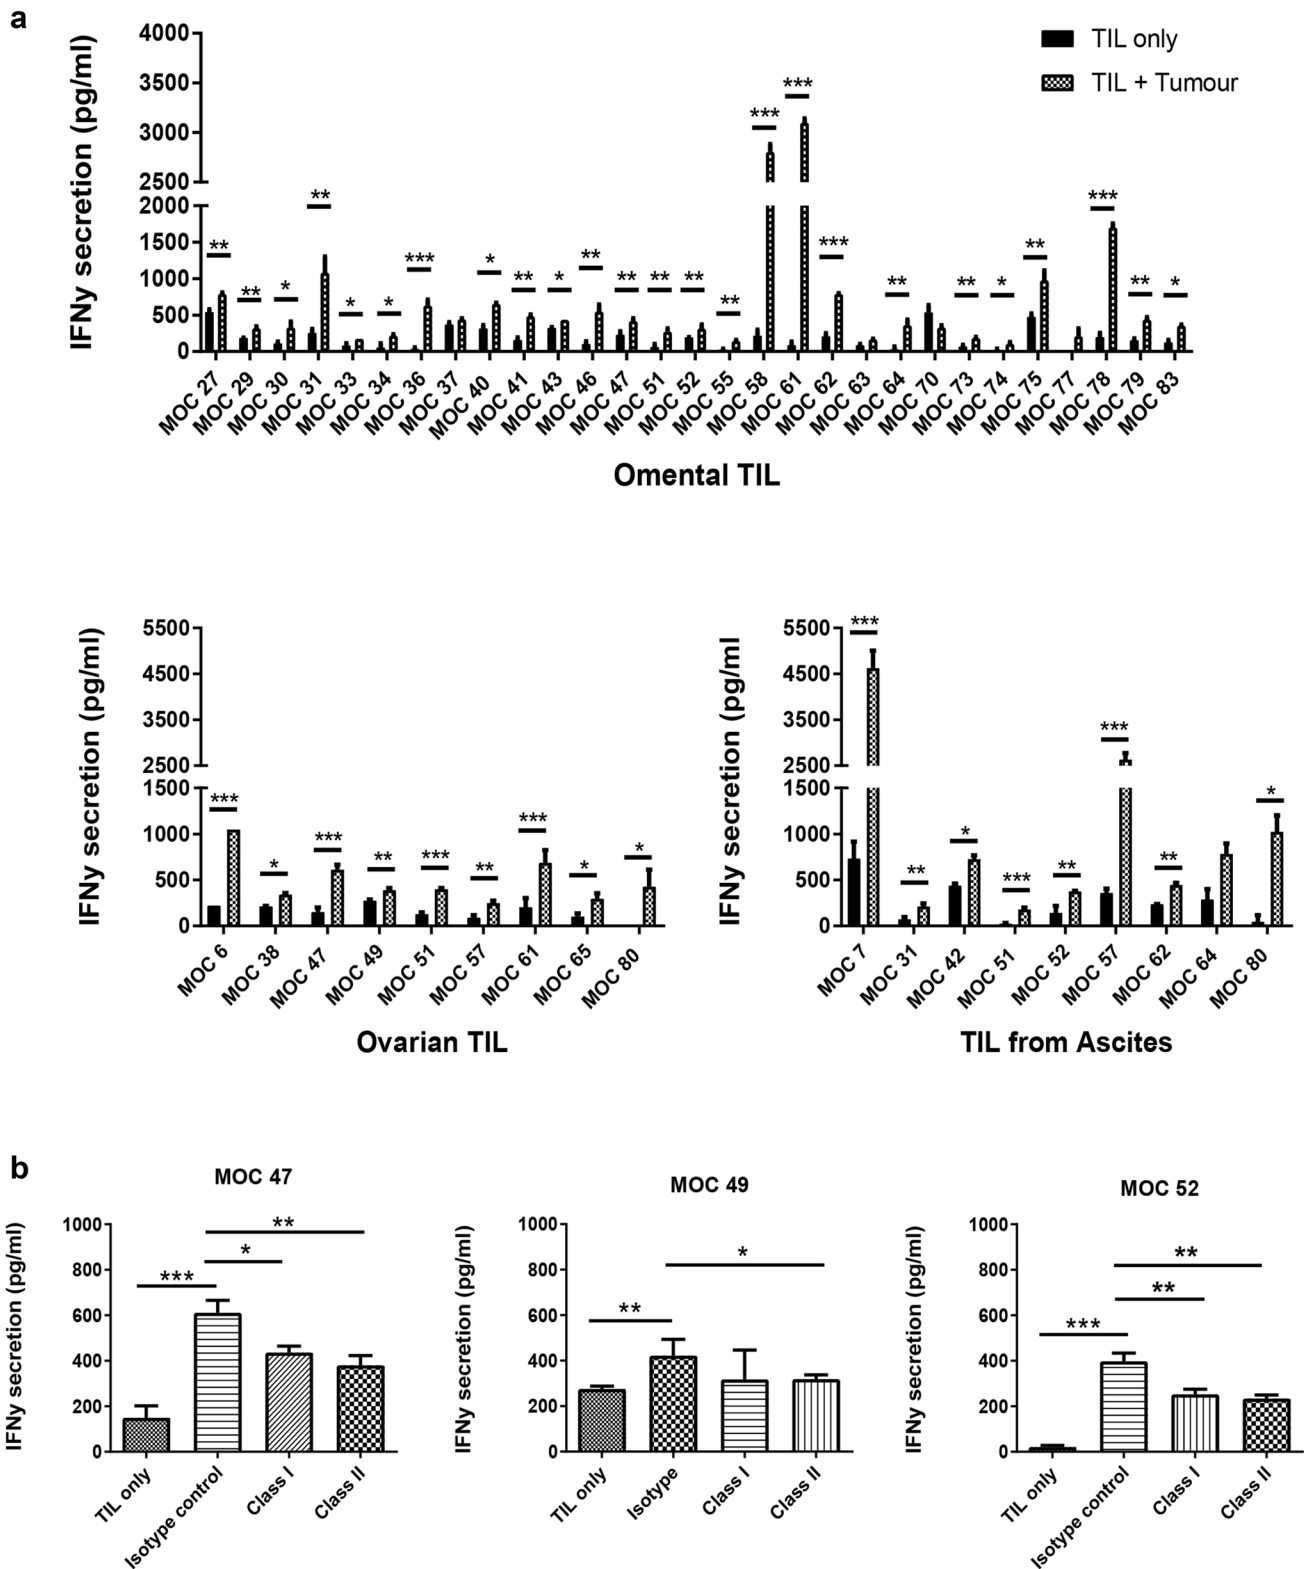 a
TIL only
TIL + Tumour
IFNγ secretion (pg/ml)
4000
3500
3000
2500
2000
1500
1000
500
0
** ** * ** * * *** * ** * ** ** ** ** ** *** *** *** ** ** * ** *** ** *
MOC 27 MOC 29 MOC 30 MOC 31 MOC 33 MOC 34 MOC 36 MOC 37 MOC 40 MOC 41 MOC 43 MOC 46 MOC 47 MOC 51 MOC 52 MOC 55 MOC 58 MOC 61 MOC 62 MOC 63 MOC 64 MOC 70 MOC 73 MOC 74 MOC 75 MOC 77 MOC 78 MOC 79 MOC 83
Omental TIL
IFNγ secretion (pg/ml)
5500
4500
3500
2500
1500
1000
500
0
*** * *** ** *** ** *** * *
MOC 6 MOC 38 MOC 47 MOC 49 MOC 51 MOC 57 MOC 61 MOC 65 MOC 80
Ovarian TIL
IFNγ secretion (pg/ml
5500
4500
3500
2500
1500
1000
500
0
*** ** * *** ** *** ** *
MOC 7 MOC 31 MOC 42 MOC 51 MOC 52 MOC 57 MOC 62 MOC 64 MOC 80
TIL from Ascites
b
MOC 47
IFNγ secretion (pg/ml)
1000
800
600
400
200
0
**
*
***
TIL only Isotype control Class I Class II
MOC 49
IFNγ secretion (pg/ml)
1000
800
600
400
200
0
*
**
TIL only Isotype Class I Class II
MOC 52
IFNγ secretion (pg/ml)
1000
800
600
400
200
0
**
**
***
TIL only Isotype control Class I Class II